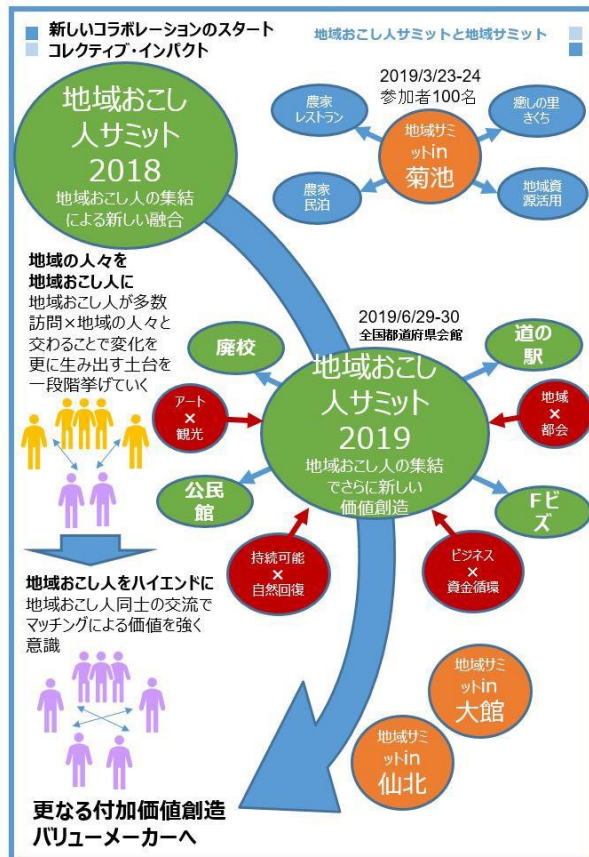 新しいコラボレーションのスタート
コレクティブ・インパクト
地域おこし人サミットと地域サミット
地域おこし
人サミット
2018
地域おこし人の集結
による新しい融合
2019/3/23-24
参加者100名
農家
レストラン
癒しの里
きくち
地域サミ
ットin
菊池
農家
民泊
地域資
源活用
地域の人々を
地域おこし人に
地域おこし人が多数
訪問×地域の人々と
交わることで変化を
更に生み出す土台を
一段階挙げていく
2019/6/29-30
全国都道府県会館
廃校
道の
駅
地域おこし
人サミット
2019
地域おこし人の集結
でさらに新しい
価値創造
アート
×
観光
地域
×
都会
公民
館
Fビ
ズ
持続可能
×
自然回復
ビジネス
×
資金循環
地域おこし人をハイエンドに
地域おこし人同士の交流で
マッチングによる価値を強く
意識
地域サミ
ットin
大館
地域サミ
ットin
仙北
更なる付加価値創造
バリューメーカーへ